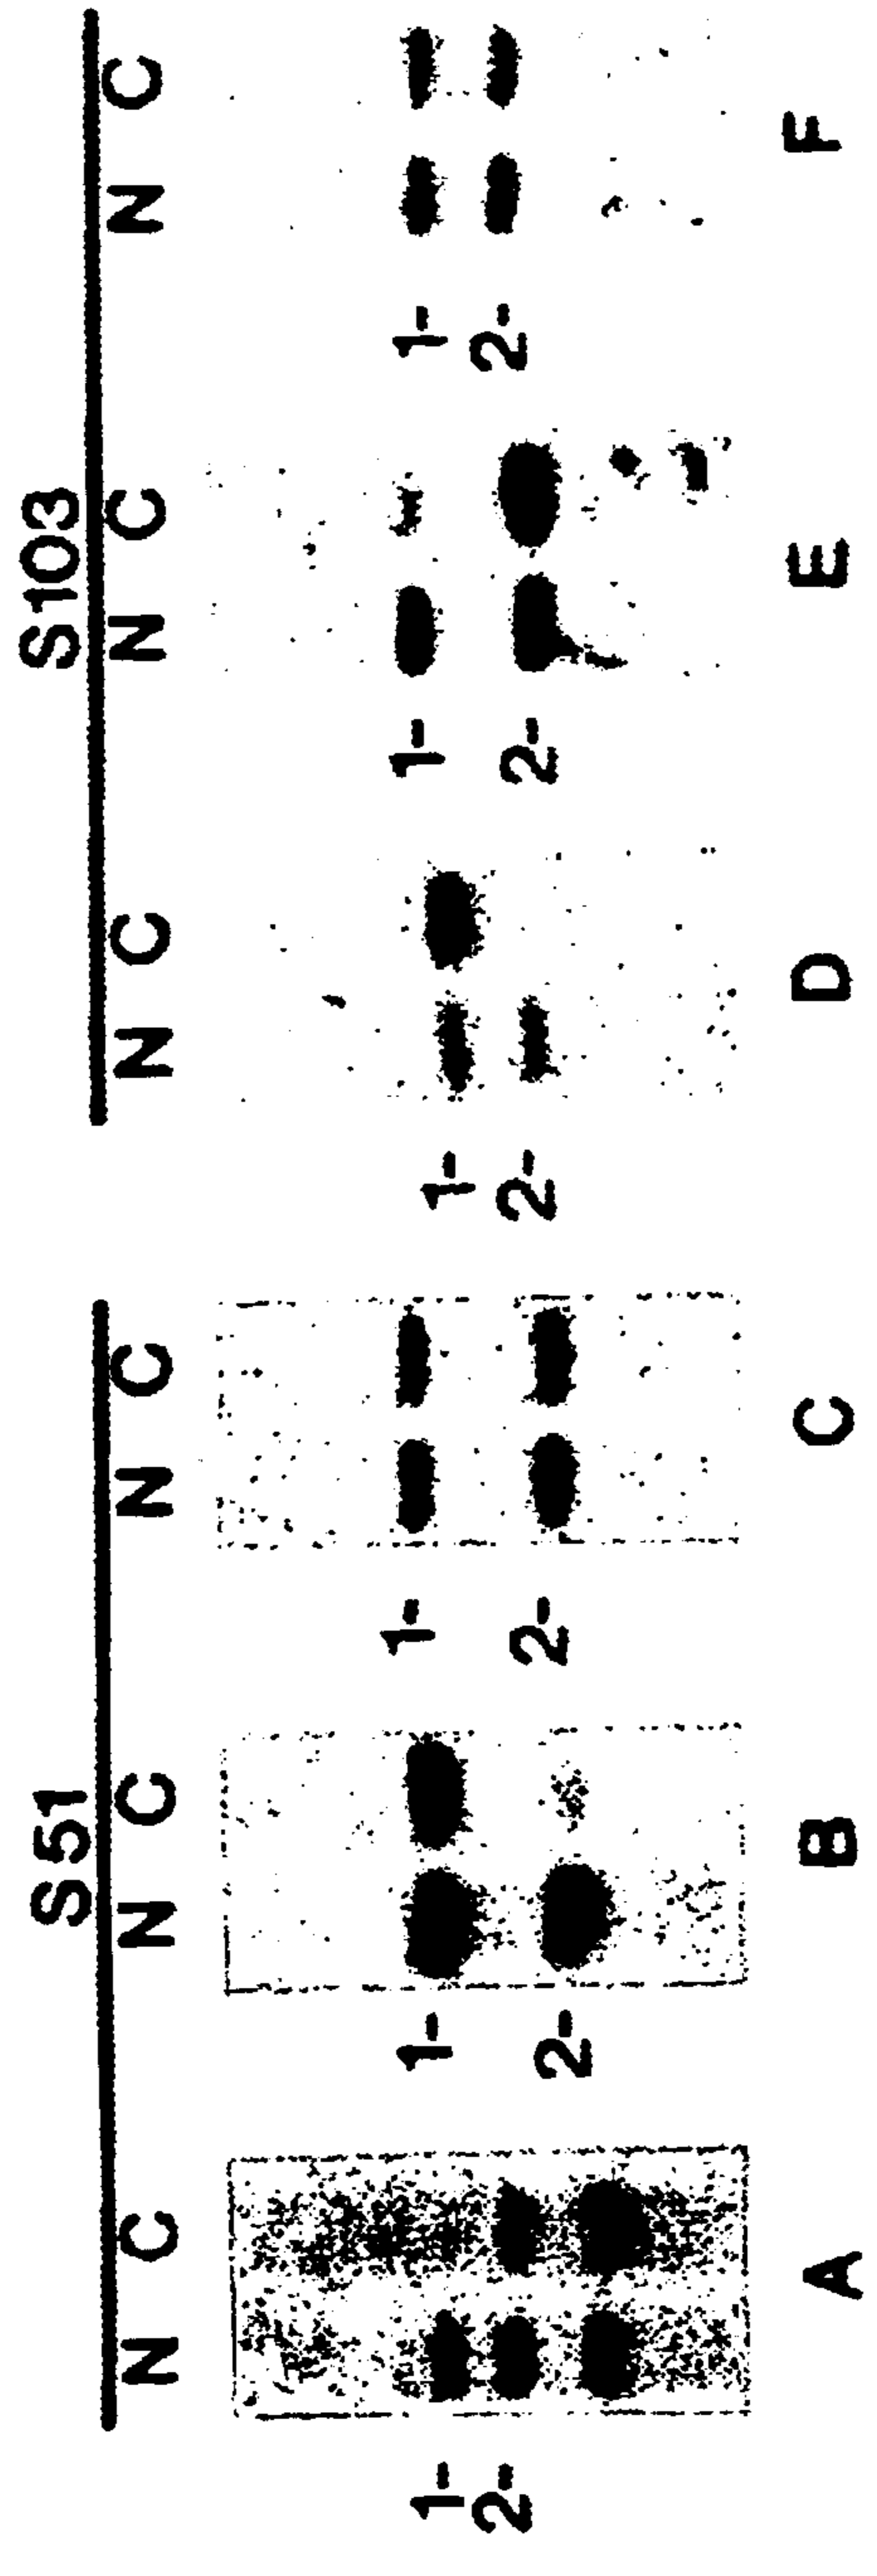 S51 S103
N C N C N C N C N C N C
1- 1- 1- 1- 1- 1-
2- 2- 2- 2- 2- 2-
A B C D E F